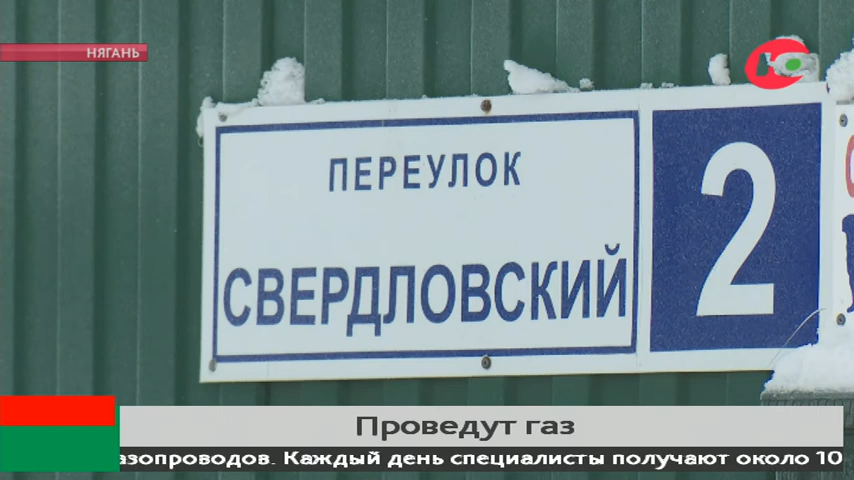 НЯГАНЬ
Ю
ПЕРЕУЛОК
СВЕРДЛОВСКИЙ
2
Проведут газ
азопроводов. Каждый день специалисты получают около 10